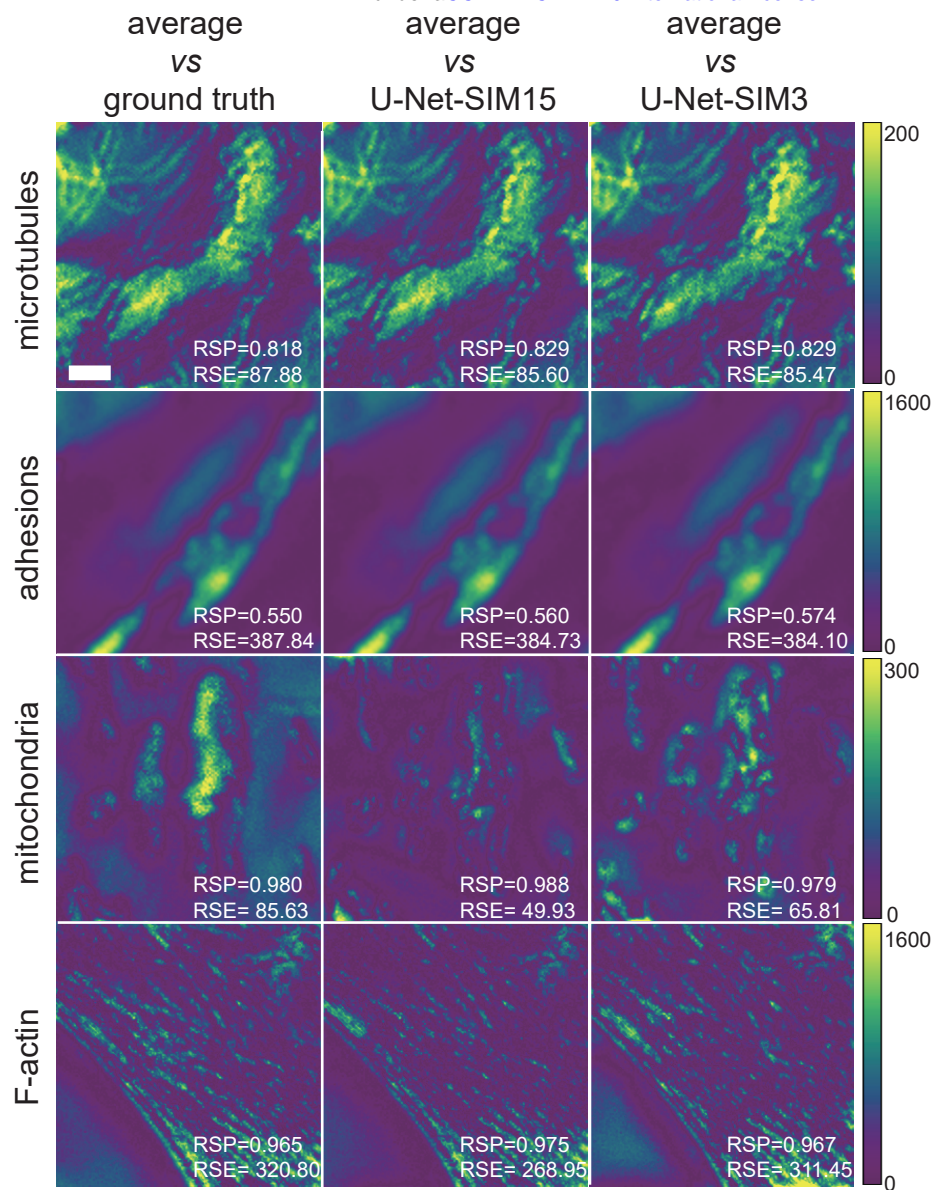 average
vs
ground truth
average
vs
U-Net-SIM15
average
vs
U-Net-SIM3
microtubules
RSP=0.818
RSE=87.88
RSP=0.829
RSE=85.60
RSP=0.829
RSE=85.47
200
0
adhesions
RSP=0.550
RSE=387.84
RSP=0.560
RSE=384.73
RSP=0.574
RSE=384.10
1600
0
mitochondria
RSP=0.980
RSE= 85.63
RSP=0.988
RSE= 49.93
RSP=0.979
RSE= 65.81
300
0
F-actin
RSP=0.965
RSE= 320.80
RSP=0.975
RSE= 268.95
RSP=0.967
RSE= 311.45
1600
0